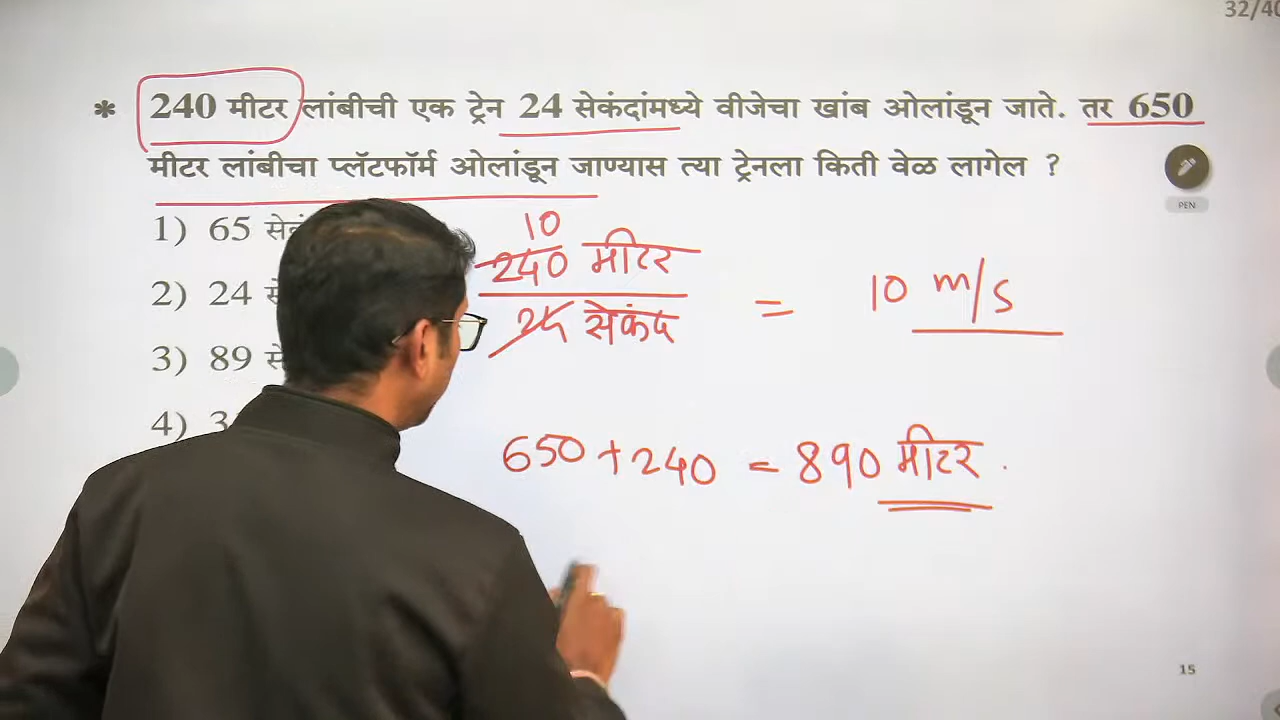 32/40
* 240 मीटर लांबीची एक ट्रेन 24 सेकंदांमध्ये वीजेचा खांब ओलांडून जाते. तर 650
मीटर लांबीचा प्लॅटफॉर्म ओलांडून जाण्यास त्या ट्रेनला किती वेळ लागेल ?
PEN
1) 65
2) 24
3) 89
4)
10
240 मीटर
24 सेकंद
= 10 m/s
650 + 240 = 890 मीटर
15